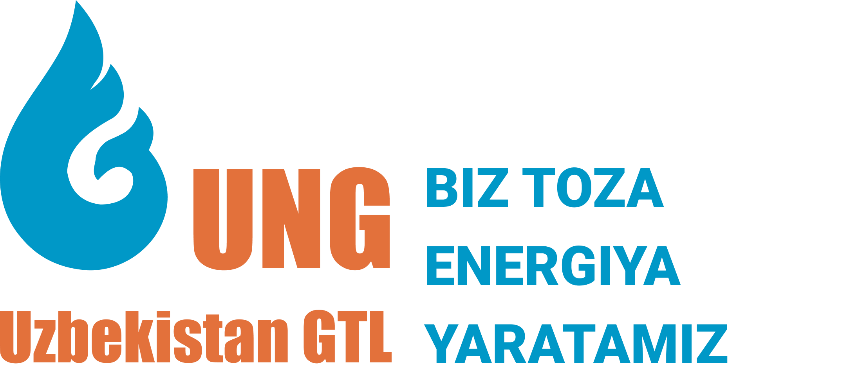 UNG
Uzbekistan GTL
BIZ TOZA
ENERGIYA
YARATAMIZ